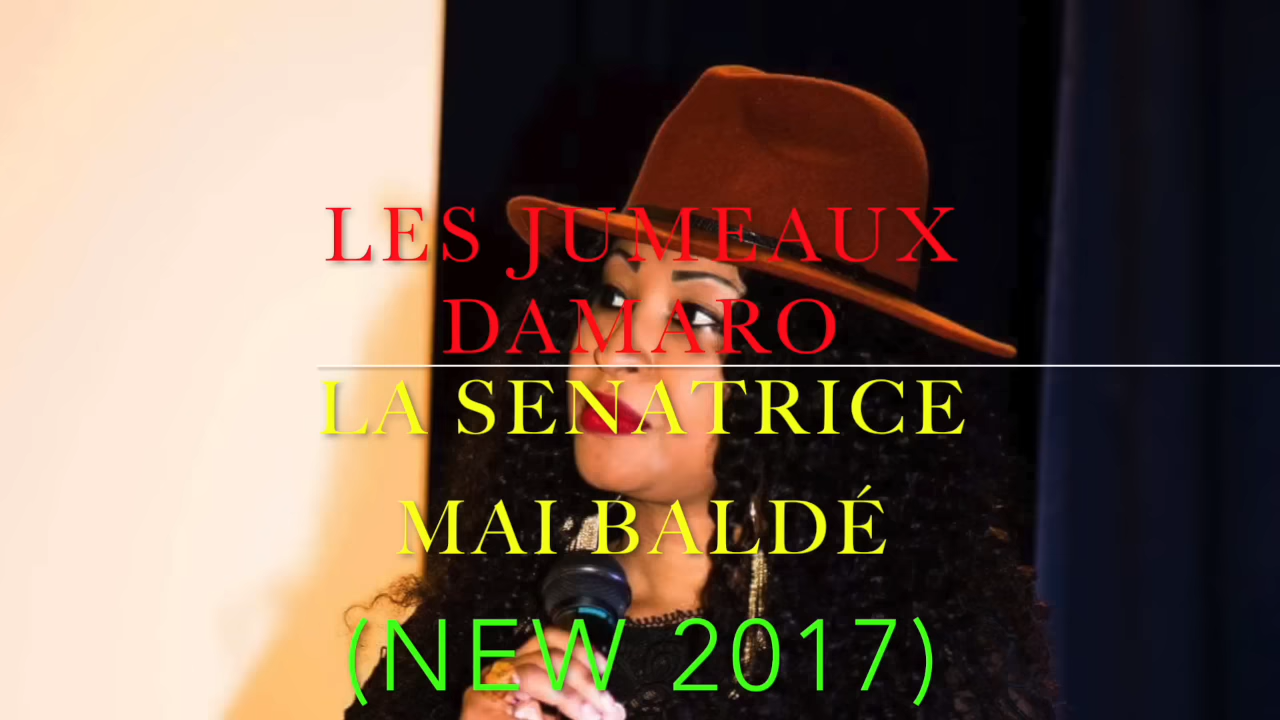 LES JUMEAUX
DAMARO
LA SENATRICE
MAI BALDÉ
(NEW 2017)